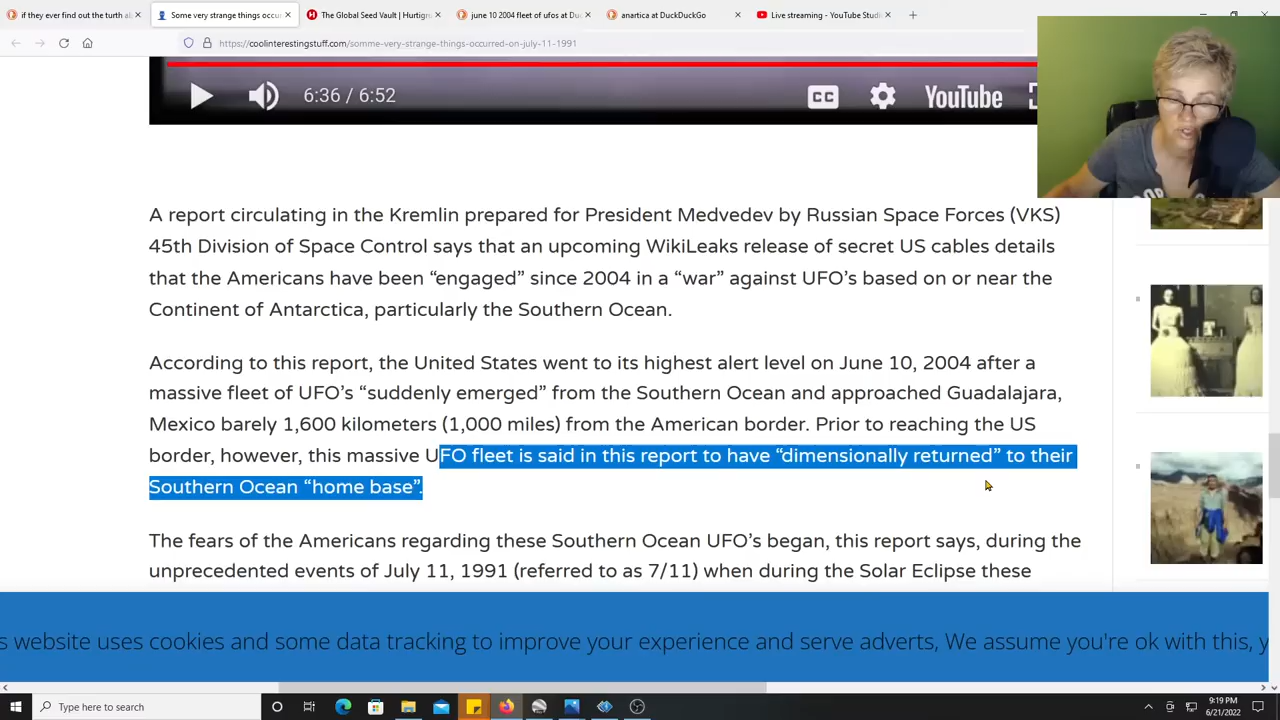 if they ever find out the turth al
Some very strange things occur
The Global Seed Vault | Hurtigru
june 10 2004 fleet of ufos at Du
anartica at DuckDuckGo
Live streaming - YouTube Studi
https://coolinterestingstuff.com/somme-very-strange-things-occurred-on-july-11-1991
6:36 / 6:52
CC
YouTube
A report circulating in the Kremlin prepared for President Medvedev by Russian Space Forces (VKS)
45th Division of Space Control says that an upcoming WikiLeaks release of secret US cables details
that the Americans have been “engaged” since 2004 in a “war” against UFO’s based on or near the
Continent of Antarctica, particularly the Southern Ocean.
According to this report, the United States went to its highest alert level on June 10, 2004 after a
massive fleet of UFO’s “suddenly emerged” from the Southern Ocean and approached Guadalajara,
Mexico barely 1,600 kilometers (1,000 miles) from the American border. Prior to reaching the US
border, however, this massive UFO fleet is said in this report to have “dimensionally returned” to their
Southern Ocean “home base”.
The fears of the Americans regarding these Southern Ocean UFO’s began, this report says, during the
unprecedented events of July 11, 1991 (referred to as 7/11) when during the Solar Eclipse these
s website uses cookies and some data tracking to improve your experience and serve adverts, We assume you're ok with this, y
Type here to search
9:19 PM
6/21/2022